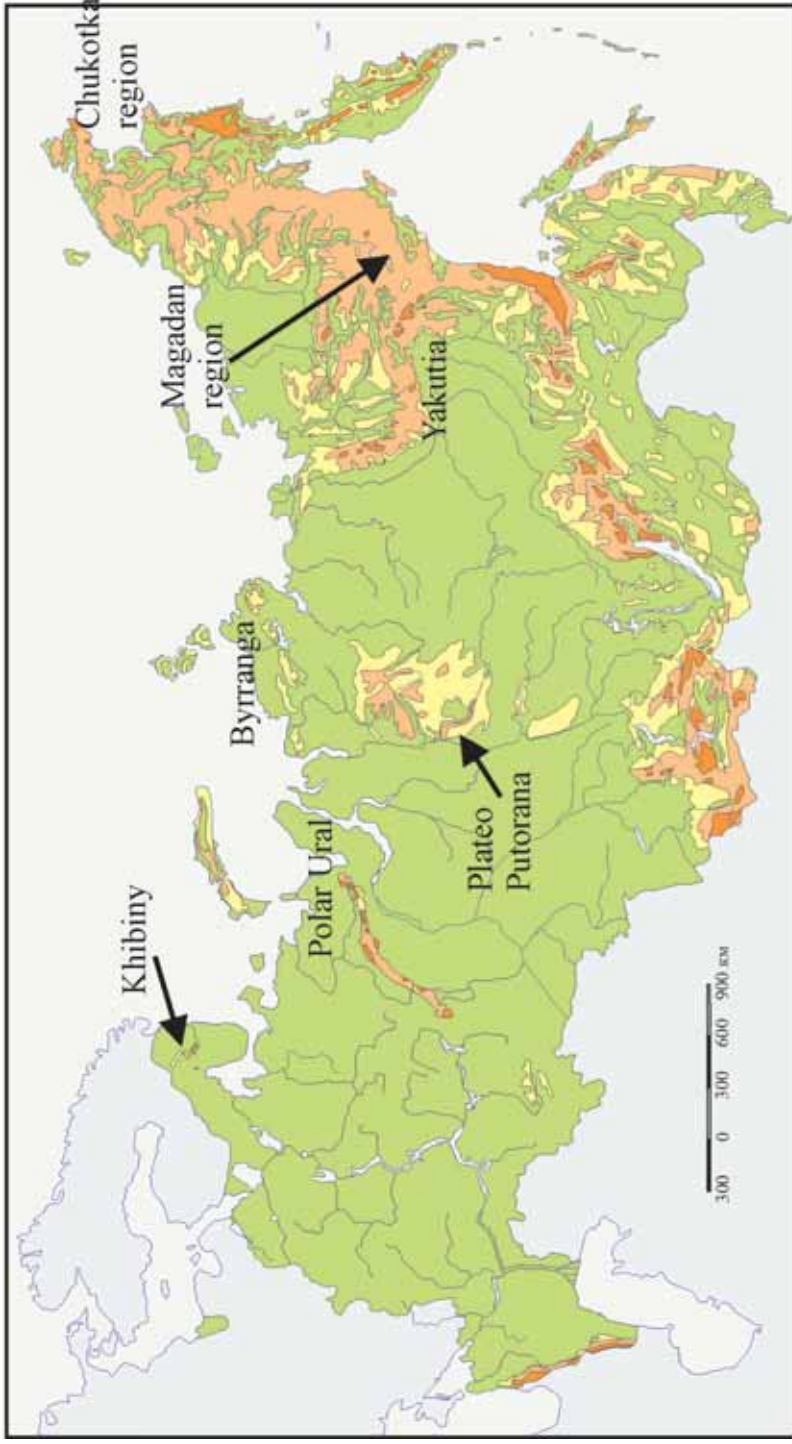 Khibiny
Polar Ural
Byrranga
Plateo
Putorana
Magadan
region
Yakutia
Chukotka
region
300 0 300 600 900 км